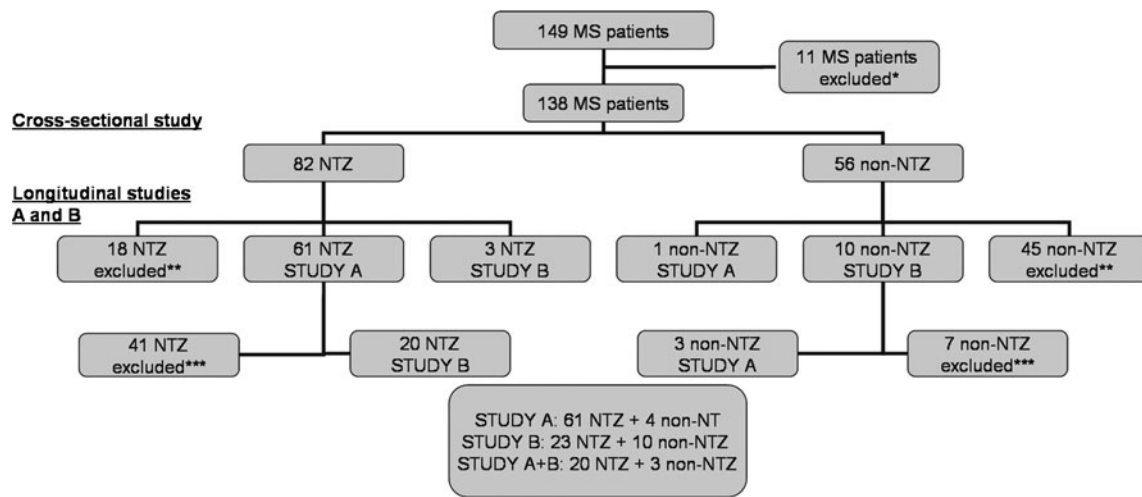 149 MS patients
11 MS patients
excluded*
138 MS patients
Cross-sectional study
82 NTZ
56 non-NTZ
Longitudinal studies
A and B
18 NTZ
excluded**
61 NTZ
STUDY A
3 NTZ
STUDY B
1 non-NTZ
STUDY A
10 non-NTZ
STUDY B
45 non-NTZ
excluded**
41 NTZ
excluded***
20 NTZ
STUDY B
3 non-NTZ
STUDY A
7 non-NTZ
excluded***
STUDY A: 61 NTZ + 4 non-NT
STUDY B: 23 NTZ + 10 non-NTZ
STUDY A+B: 20 NTZ + 3 non-NTZ